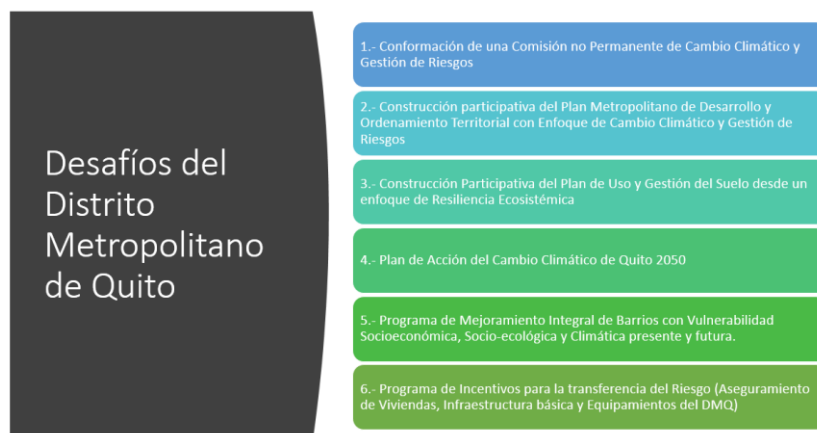 Desafíos del
Distrito
Metropolitano
de Quito
1.- Conformación de una Comisión no Permanente de Cambio Climático y
Gestión de Riesgos
2.- Construcción participativa del Plan Metropolitano de Desarrollo y
Ordenamiento Territorial con Enfoque de Cambio Climático y Gestión de
Riesgos
3.- Construcción Participativa del Plan de Uso y Gestión del Suelo desde un
enfoque de Resiliencia Ecosistémica
4.- Plan de Acción del Cambio Climático de Quito 2050
5.- Programa de Mejoramiento Integral de Barrios con Vulnerabilidad
Socioeconómica, Socio-ecológica y Climática presente y futura.
6.- Programa de Incentivos para la transferencia del Riesgo (Aseguramiento
de Viviendas, Infraestructura básica y Equipamientos del DMQ)